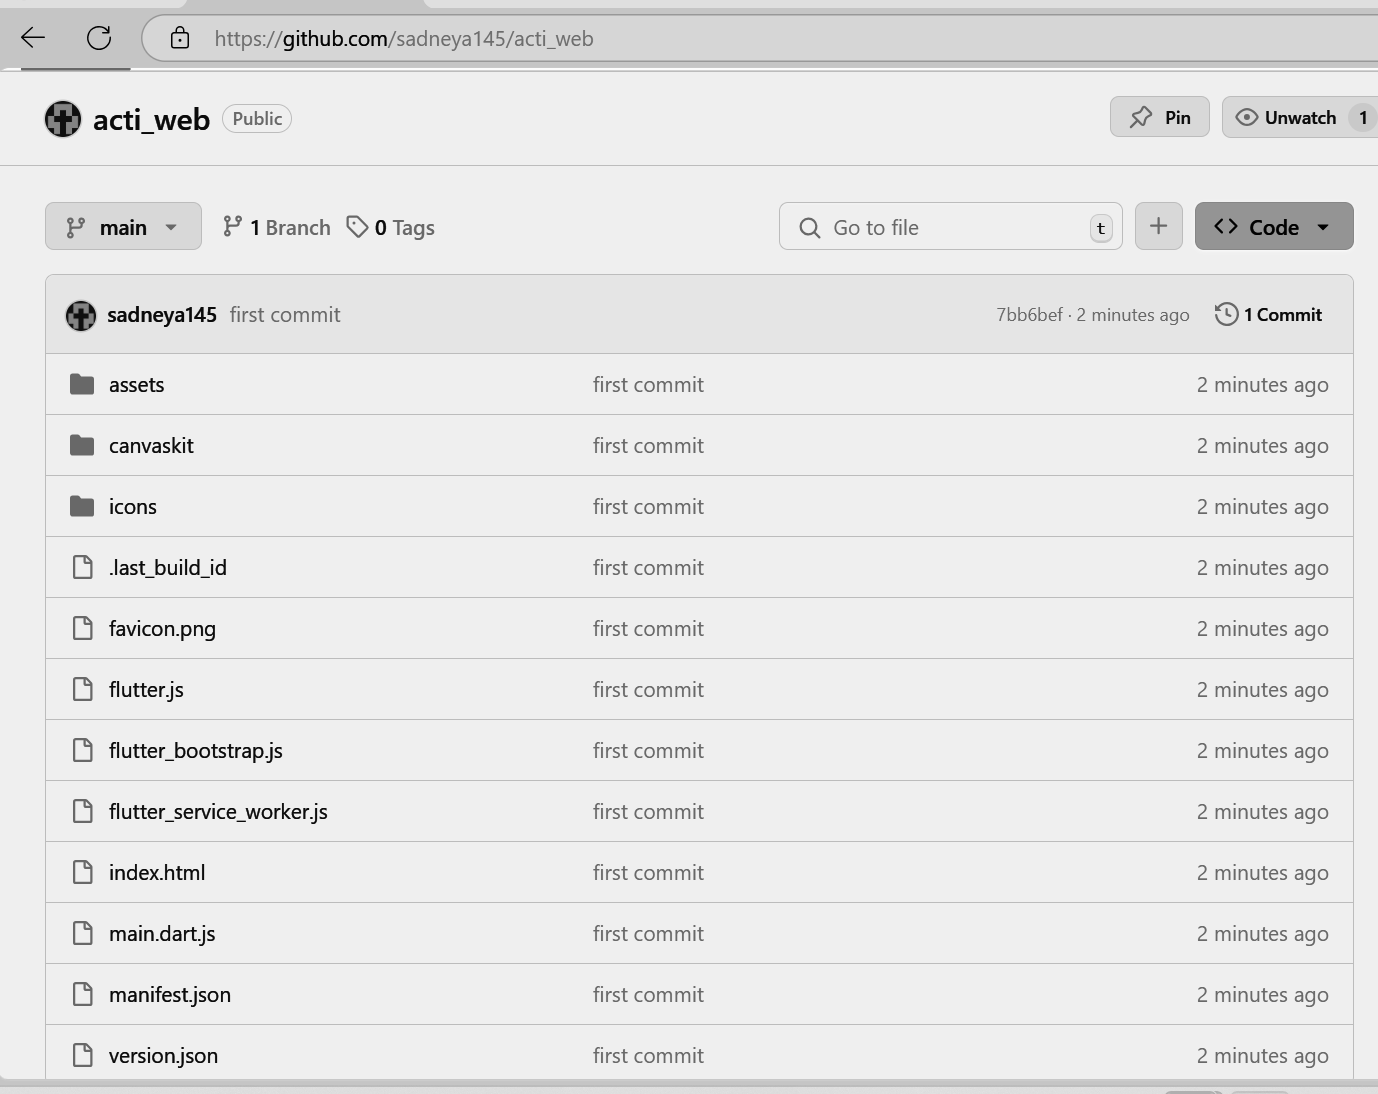 https://github.com/sadneya145/acti_web
acti_web Public Pin Unwatch 1
main 1 Branch 0 Tags Go to file t Code
sadneya145 first commit 7bb6bef · 2 minutes ago 1 Commit
assets first commit 2 minutes ago
canvaskit first commit 2 minutes ago
icons first commit 2 minutes ago
.last_build_id first commit 2 minutes ago
favicon.png first commit 2 minutes ago
flutter.js first commit 2 minutes ago
flutter_bootstrap.js first commit 2 minutes ago
flutter_service_worker.js first commit 2 minutes ago
index.html first commit 2 minutes ago
main.dart.js first commit 2 minutes ago
manifest.json first commit 2 minutes ago
version.json first commit 2 minutes ago